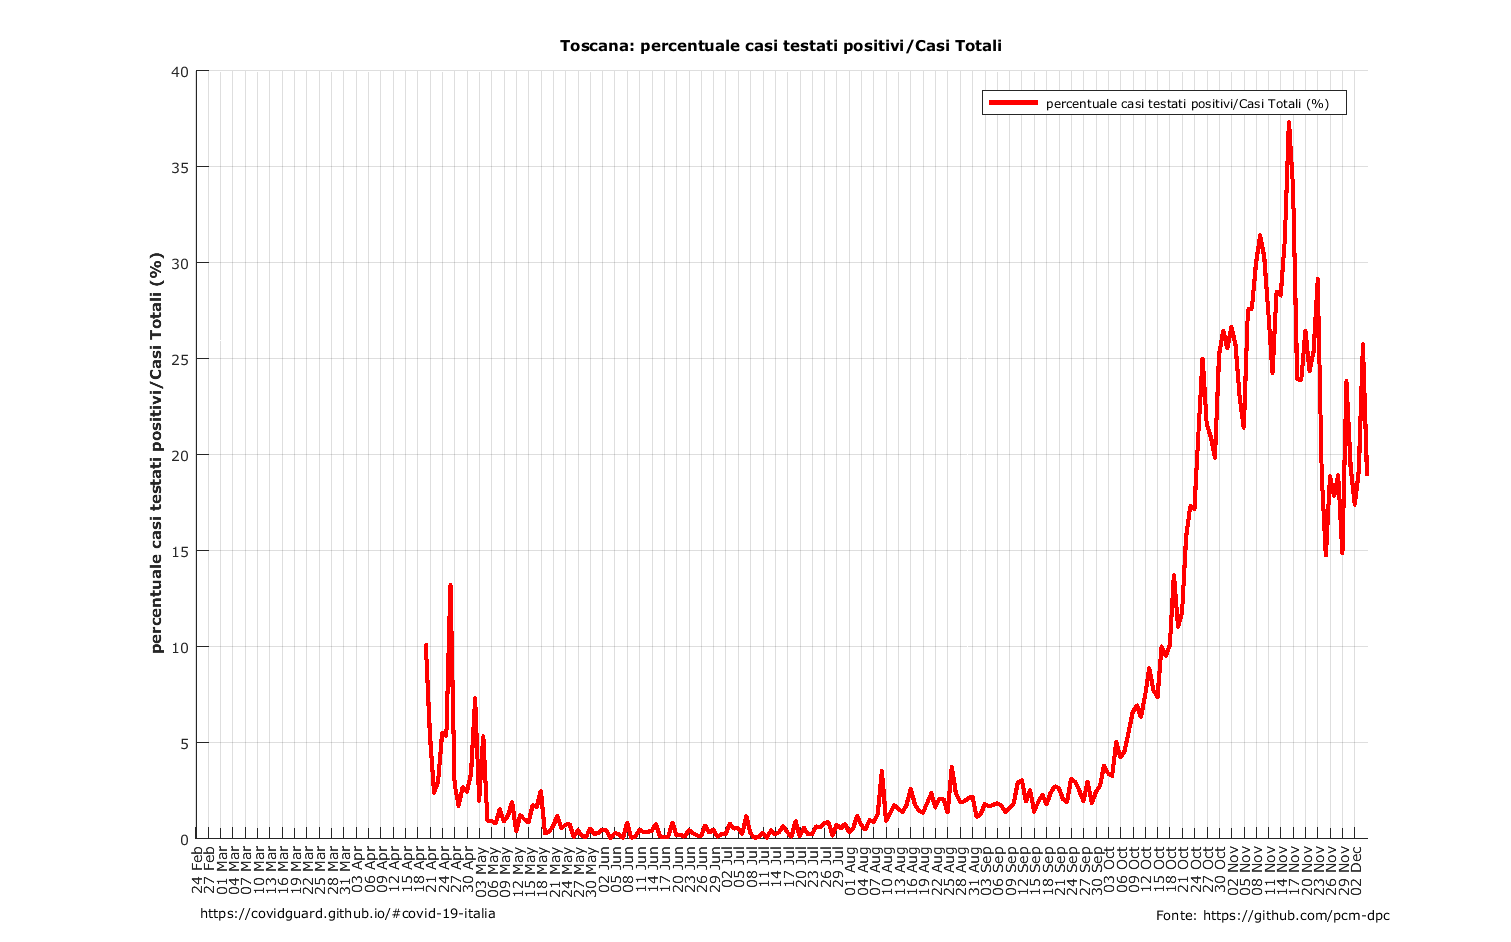 Toscana: percentuale casi testati positivi/Casi Totali
percentuale casi testati positivi/Casi Totali (%)
percentuale casi testati positivi/Casi Totali (%)
40
35
30
25
20
15
10
5
0
24 Feb
27 Feb
01 Mar
04 Mar
07 Mar
10 Mar
13 Mar
16 Mar
19 Mar
22 Mar
25 Mar
28 Mar
31 Mar
03 Apr
06 Apr
09 Apr
12 Apr
15 Apr
18 Apr
21 Apr
24 Apr
27 Apr
30 Apr
03 May
06 May
09 May
12 May
15 May
18 May
21 May
24 May
27 May
30 May
02 Jun
05 Jun
08 Jun
11 Jun
14 Jun
17 Jun
20 Jun
23 Jun
26 Jun
29 Jun
02 Jul
05 Jul
08 Jul
11 Jul
14 Jul
17 Jul
20 Jul
23 Jul
26 Jul
29 Jul
01 Aug
04 Aug
07 Aug
10 Aug
13 Aug
16 Aug
19 Aug
22 Aug
25 Aug
28 Aug
31 Aug
03 Sep
06 Sep
09 Sep
12 Sep
15 Sep
18 Sep
21 Sep
24 Sep
27 Sep
30 Sep
03 Oct
06 Oct
09 Oct
12 Oct
15 Oct
18 Oct
21 Oct
24 Oct
27 Oct
30 Oct
02 Nov
05 Nov
08 Nov
11 Nov
14 Nov
17 Nov
20 Nov
23 Nov
26 Nov
29 Nov
02 Dec
https://covidguard.github.io/#covid-19-italia
Fonte: https://github.com/pcm-dpc